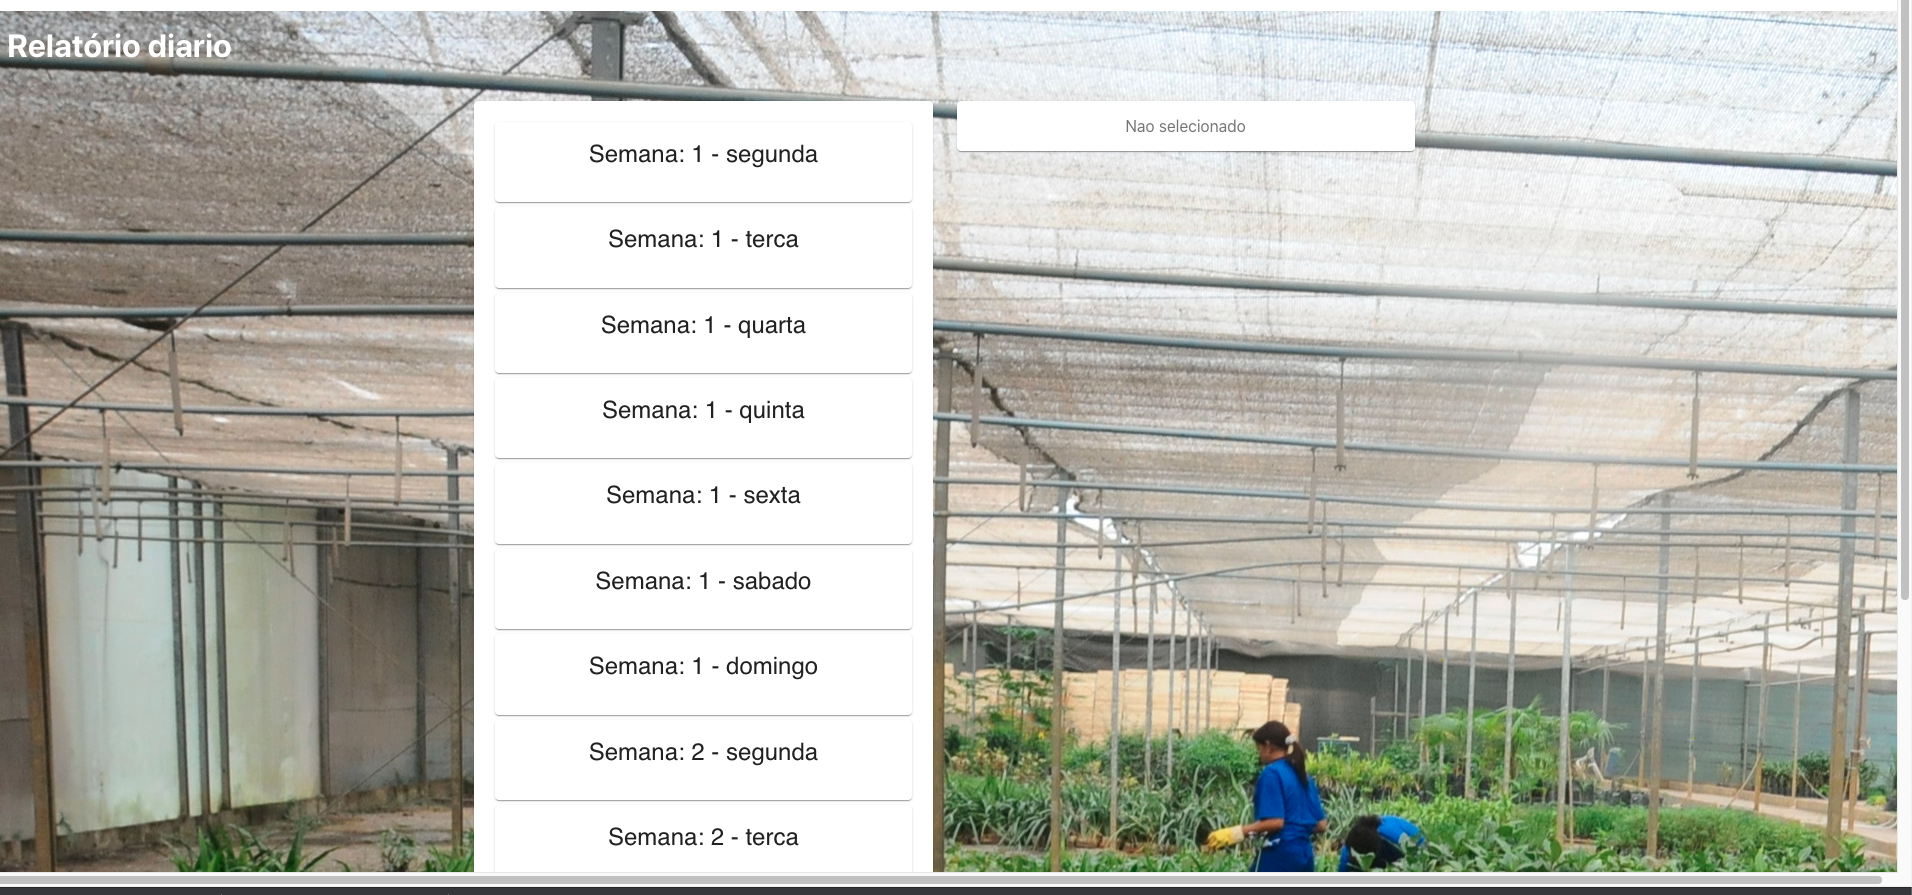 Relatório diario
Nao selecionado
Semana: 1 - segunda
Semana: 1 - terca
Semana: 1 - quarta
Semana: 1 - quinta
Semana: 1 - sexta
Semana: 1 - sabado
Semana: 1 - domingo
Semana: 2 - segunda
Semana: 2 - terca